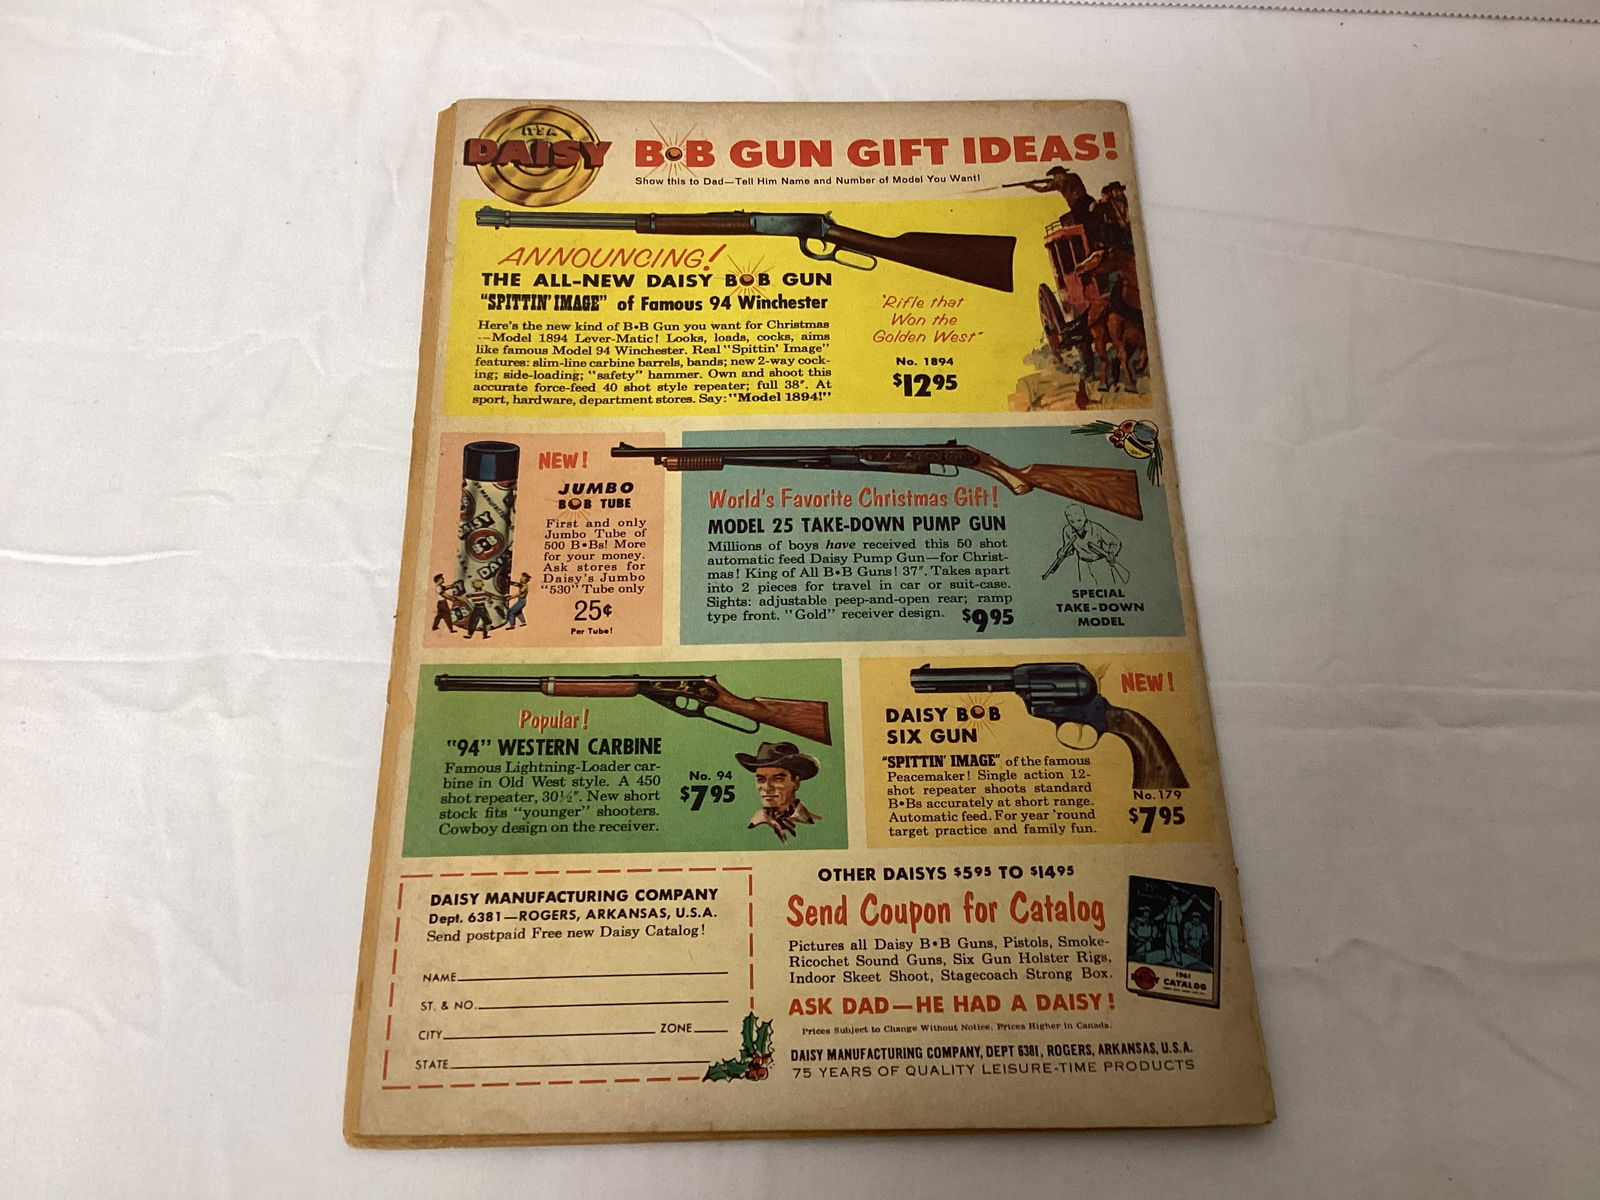 IT'S A
DAISY
B•B GUN GIFT IDEAS!
Show this to Dad—Tell Him Name and Number of Model You Want!
ANNOUNCING!
THE ALL-NEW DAISY B•B GUN
"SPITTIN' IMAGE" of Famous 94 Winchester
Here's the new kind of B•B Gun you want for Christmas
—Model 1894 Lever-Matic! Looks, loads, cocks, aims
like famous Model 94 Winchester. Real "Spittin' Image"
features: slim-line carbine barrels, bands; new 2-way cock-
ing; side-loading; "safety" hammer. Own and shoot this
accurate force-feed 40 shot style repeater; full 38". At
sport, hardware, department stores. Say: "Model 1894!"
"Rifle that
Won the
Golden West"
No. 1894
$12.95
NEW!
JUMBO
B•B TUBE
First and only
Jumbo Tube of
500 B•Bs! More
for your money.
Ask stores for
Daisy's Jumbo
"530" Tube only
25¢
Per Tube!
World's Favorite Christmas Gift!
MODEL 25 TAKE-DOWN PUMP GUN
Millions of boys have received this 50 shot
automatic feed Daisy Pump Gun—for Christ-
mas! King of All B•B Guns! 37". Takes apart
into 2 pieces for travel in car or suit-case.
Sights: adjustable peep-and-open rear; ramp
type front. "Gold" receiver design. $9.95
SPECIAL
TAKE-DOWN
MODEL
Popular!
"94" WESTERN CARBINE
Famous Lightning-Loader car-
bine in Old West style. A 450
shot repeater, 30½". New short
stock fits "younger" shooters.
Cowboy design on the receiver.
No. 94
$7.95
NEW!
DAISY B•B
SIX GUN
"SPITTIN' IMAGE" of the famous
Peacemaker! Single action 12-
shot repeater shoots standard
B•Bs accurately at short range.
Automatic feed. For year 'round
target practice and family fun.
No. 179
$7.95
DAISY MANUFACTURING COMPANY
Dept. 6381—ROGERS, ARKANSAS, U.S.A.
Send postpaid Free new Daisy Catalog!
NAME
ST. & NO.
CITY ZONE
STATE
OTHER DAISYS $5.95 TO $14.95
Send Coupon for Catalog
Pictures all Daisy B•B Guns, Pistols, Smoke-
Ricochet Sound Guns, Six Gun Holster Rigs,
Indoor Skeet Shoot, Stagecoach Strong Box.
1961
DAISY CATALOG
ASK DAD—HE HAD A DAISY!
Prices Subject to Change Without Notice, Prices Higher in Canada.
DAISY MANUFACTURING COMPANY, DEPT 6381, ROGERS, ARKANSAS, U.S.A.
75 YEARS OF QUALITY LEISURE-TIME PRODUCTS